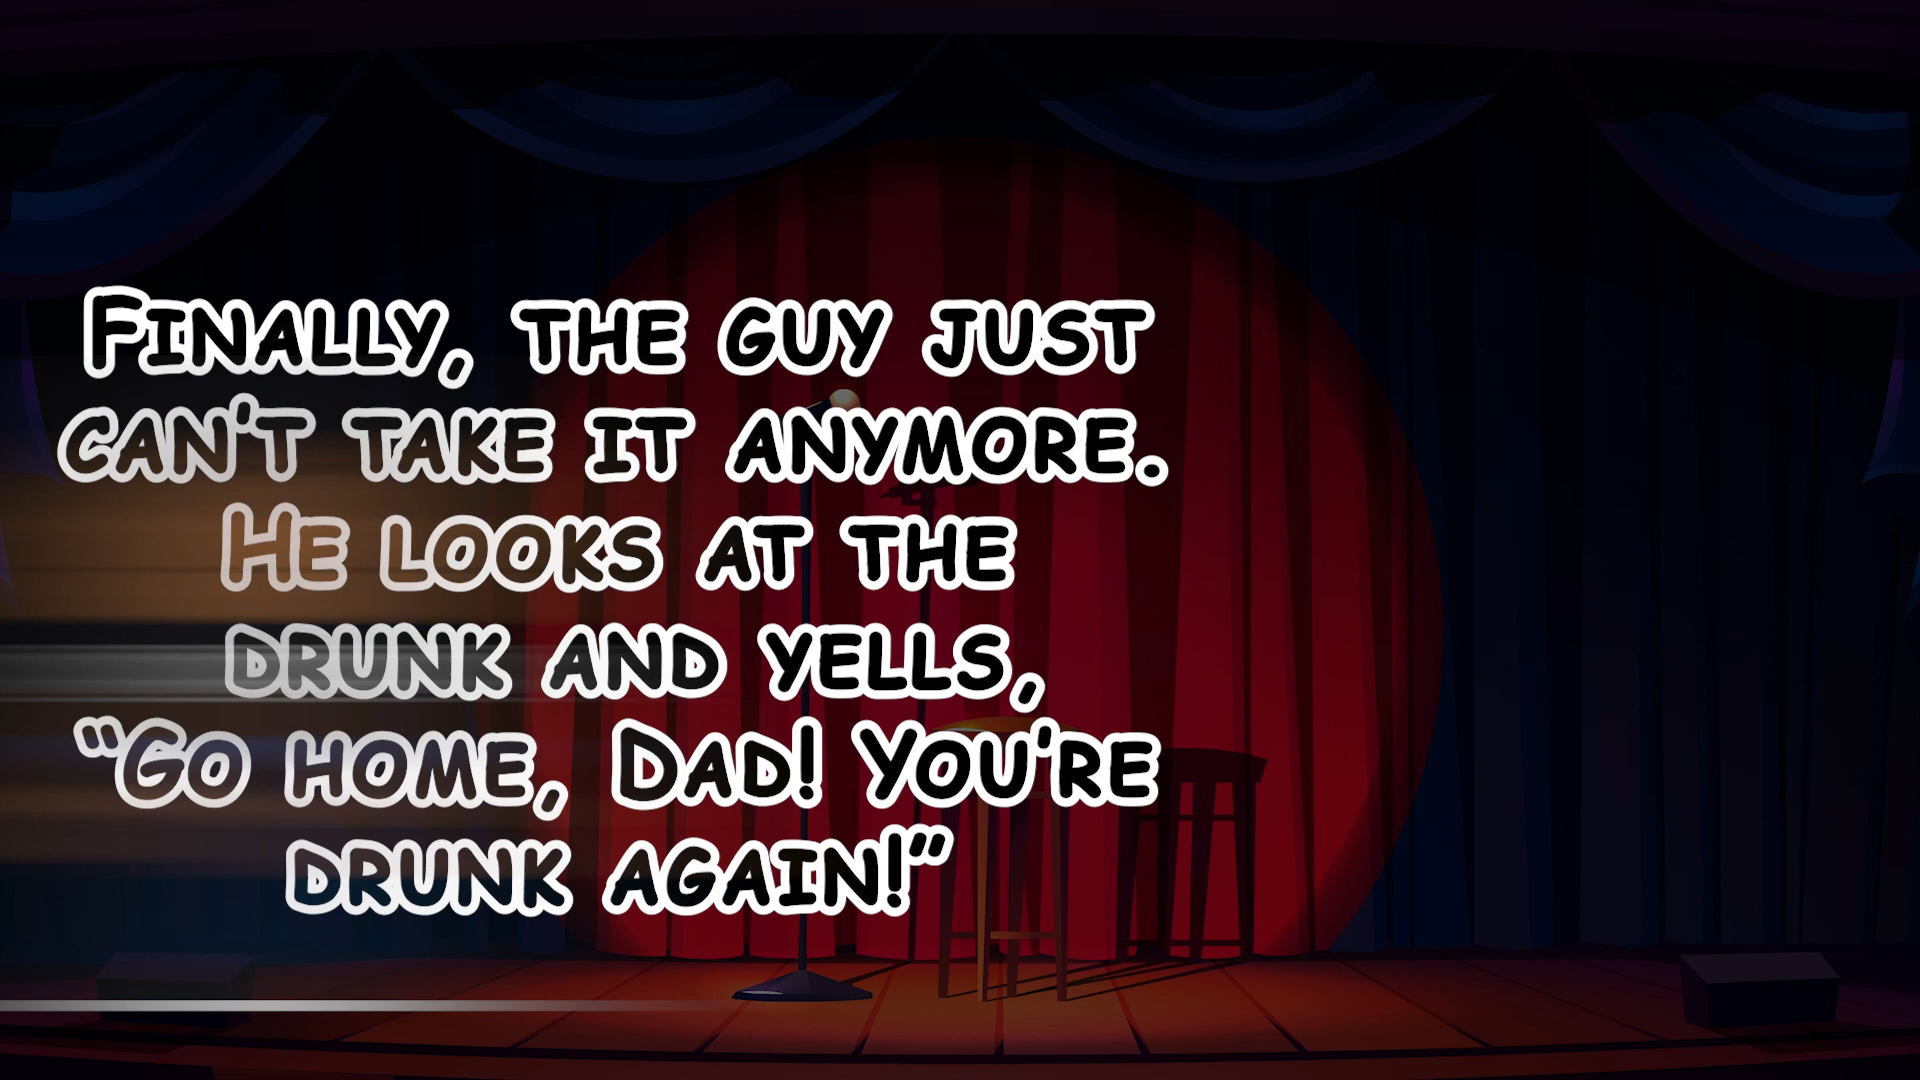 Finally, the guy just
can't take it anymore.
He looks at the
drunk and yells,
“Go home, Dad! You're
drunk again!”